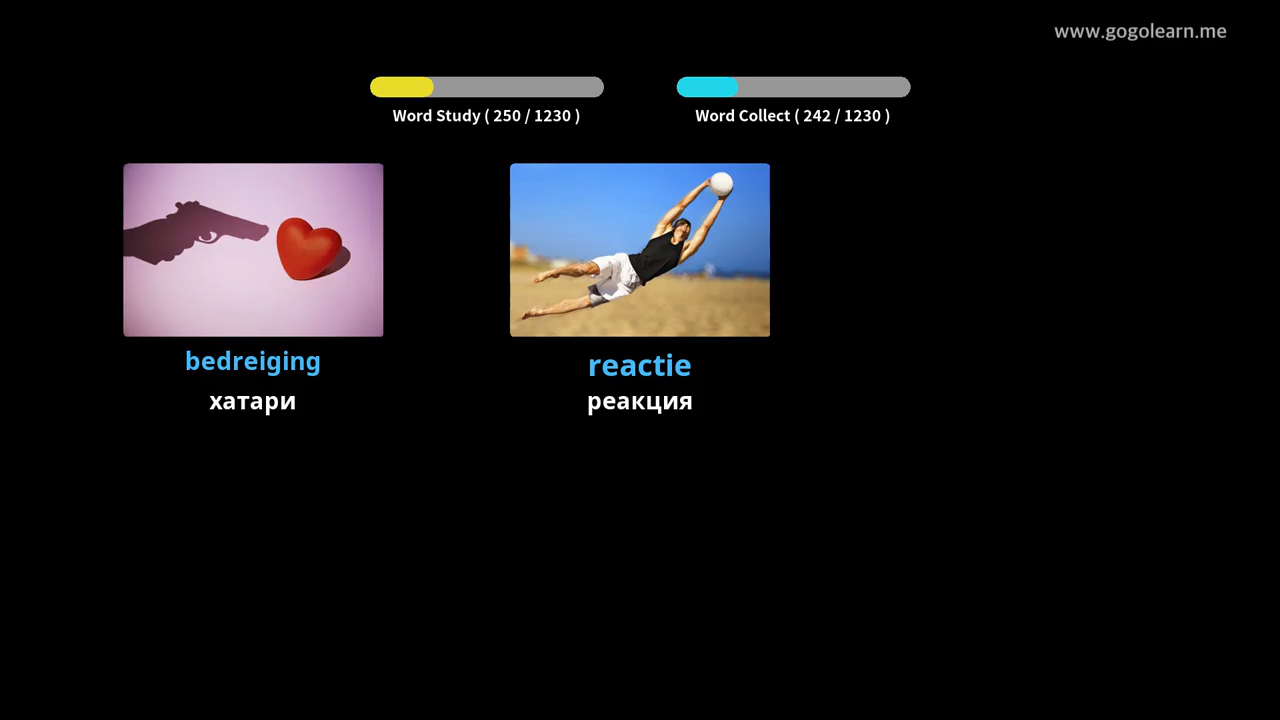 www.gogolearn.me
Word Study ( 250 / 1230 )
Word Collect ( 242 / 1230 )
bedreiging
хатари
reactie
реакция